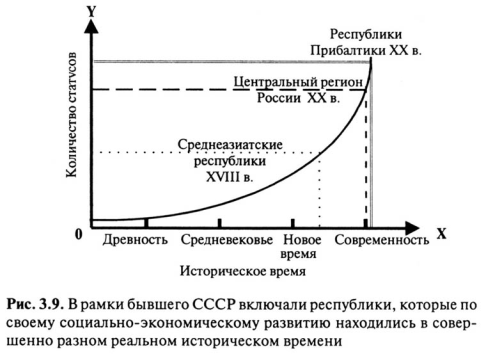 Y
Республики
Прибалтики XX в.
Центральный регион
России XX в.
Количество статусов
Среднеазиатские
республики
XVIII в.
0
Древность
Средневековье
Новое
время
Современность
X
Историческое время
Рис. 3.9. В рамки бывшего СССР включали республики, которые по
своему социально-экономическому развитию находились в совер-
шенно разном реальном историческом времени